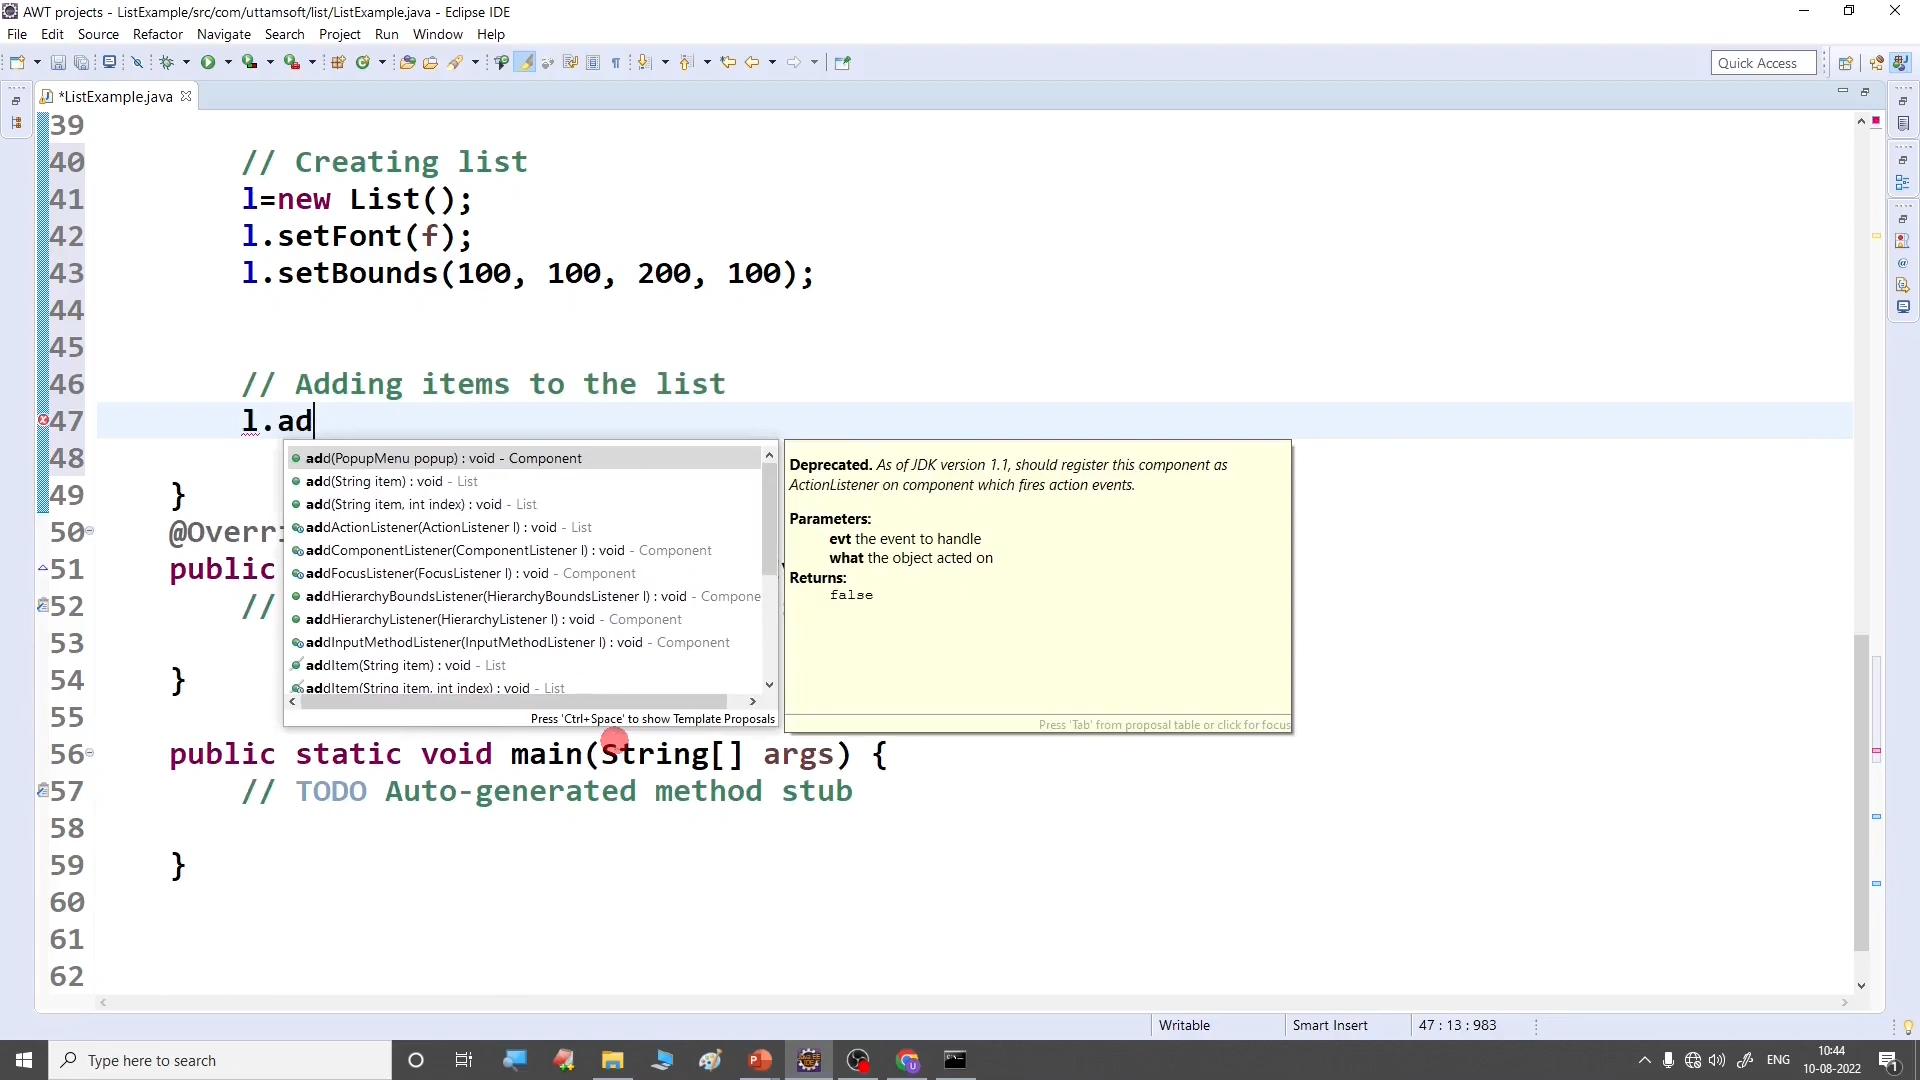 AWT projects - ListExample/src/com/uttamsoft/list/ListExample.java - Eclipse IDE
File Edit Source Refactor Navigate Search Project Run Window Help
Quick Access
*ListExample.java
39
40 // Creating list
41 l=new List();
42 l.setFont(f);
43 l.setBounds(100, 100, 200, 100);
44
45
46 // Adding items to the list
47 l.ad
48
49 }
50 @Overri
51 public
52 //
53
54 }
55
56 public static void main(String[] args) {
57 // TODO Auto-generated method stub
58
59 }
60
61
62
add(PopupMenu popup) : void - Component
add(String item) : void - List
add(String item, int index) : void - List
addActionListener(ActionListener l) : void - List
addComponentListener(ComponentListener l) : void - Component
addFocusListener(FocusListener l) : void - Component
addHierarchyBoundsListener(HierarchyBoundsListener l) : void - Compone
addHierarchyListener(HierarchyListener l) : void - Component
addInputMethodListener(InputMethodListener l) : void - Component
addItem(String item) : void - List
addItem(String item, int index) : void - List
Press 'Ctrl+Space' to show Template Proposals
Deprecated. As of JDK version 1.1, should register this component as
ActionListener on component which fires action events.
Parameters:
evt the event to handle
what the object acted on
Returns:
false
Press 'Tab' from proposal table or click for focus
Writable Smart Insert 47 : 13 : 983
Type here to search
ENG
10:44
10-08-2022
1